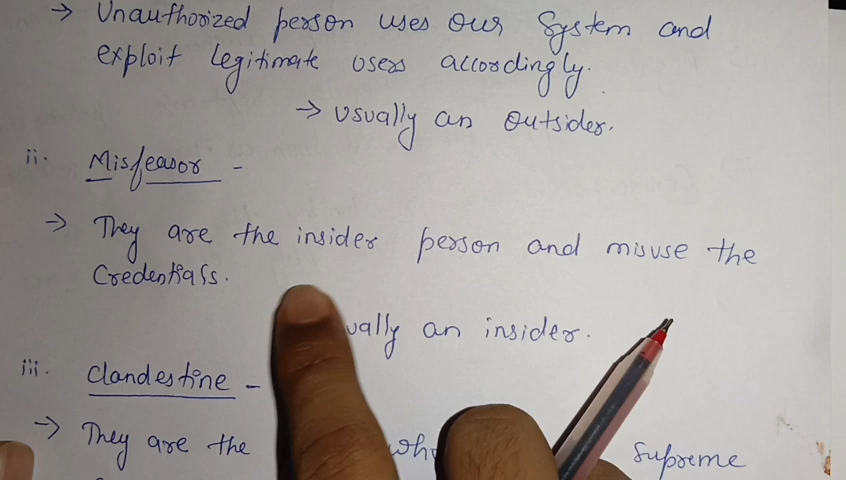 → Unauthorized person uses our System and
exploit legitimate users accordingly.
→ usually an outsider.
ii. Misfeasor -
→ They are the insider person and misuse the
Credentials.
an insider.
iii. Clandestine -
→ They are the supreme